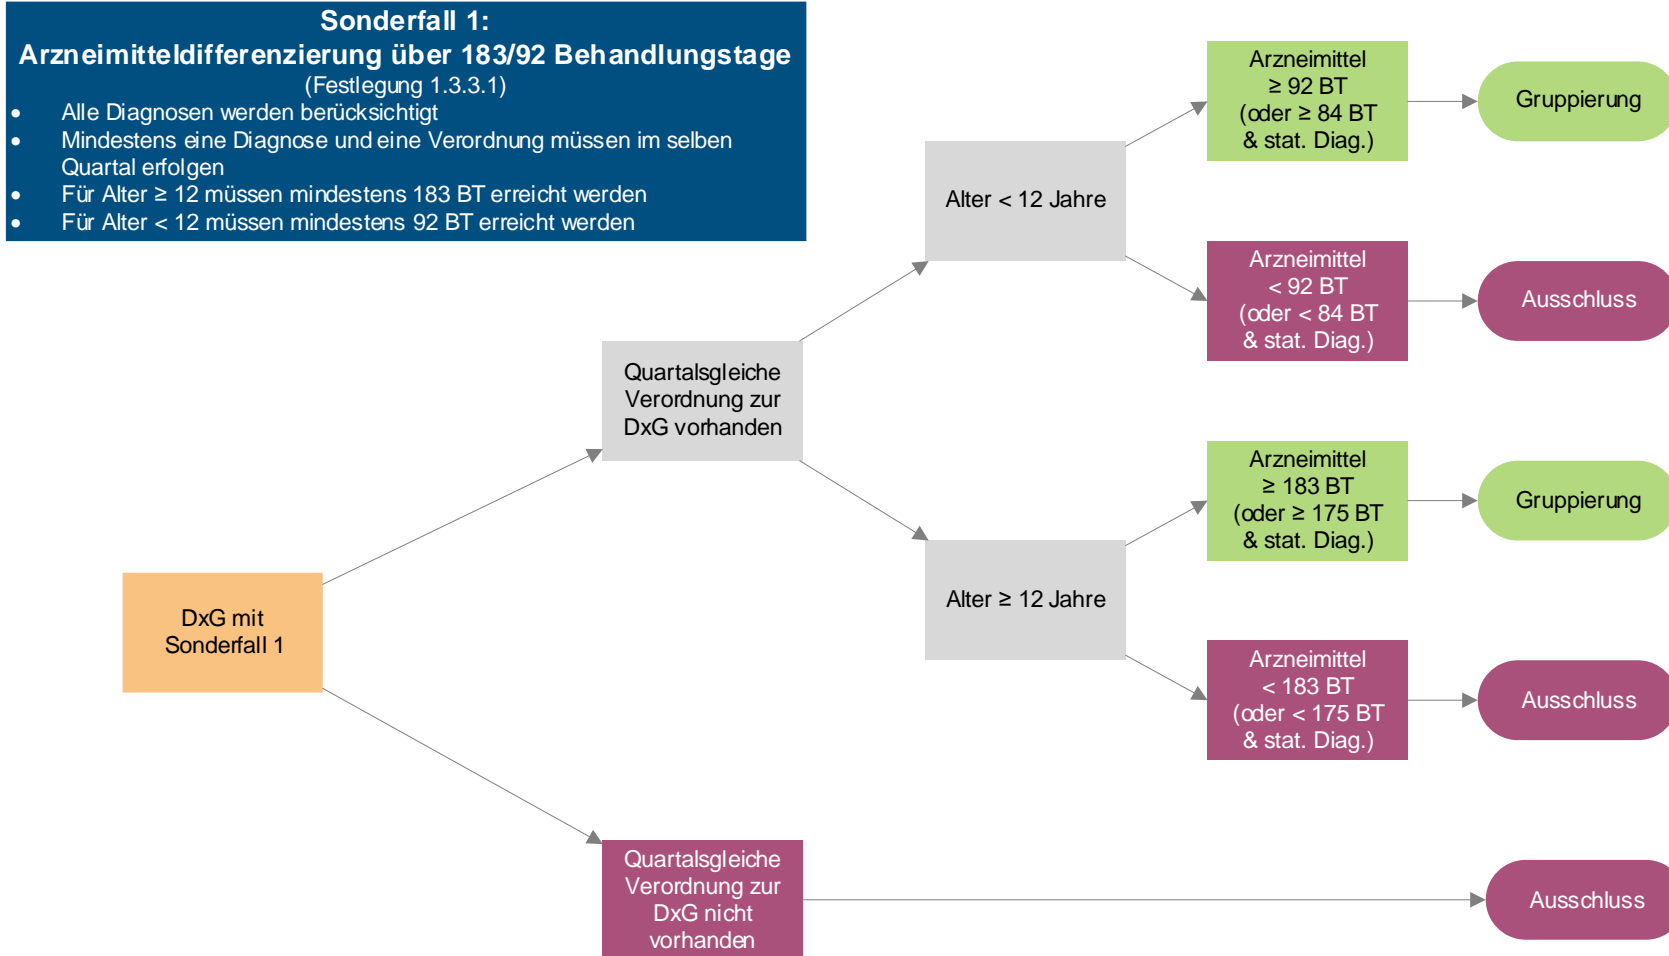 Sonderfall 1:
Arzneimitteldifferenzierung über 183/92 Behandlungstage
(Festlegung 1.3.3.1)
• Alle Diagnosen werden berücksichtigt
• Mindestens eine Diagnose und eine Verordnung müssen im selben
Quartal erfolgen
• Für Alter ≥ 12 müssen mindestens 183 BT erreicht werden
• Für Alter < 12 müssen mindestens 92 BT erreicht werden
DxG mit
Sonderfall 1
Quartalsgleiche
Verordnung zur
DxG vorhanden
Quartalsgleiche
Verordnung zur
DxG nicht
vorhanden
Alter < 12 Jahre
Alter ≥ 12 Jahre
Arzneimittel
≥ 92 BT
(oder ≥ 84 BT
& stat. Diag.)
Gruppierung
Arzneimittel
< 92 BT
(oder < 84 BT
& stat. Diag.)
Ausschluss
Arzneimittel
≥ 183 BT
(oder ≥ 175 BT
& stat. Diag.)
Gruppierung
Arzneimittel
< 183 BT
(oder < 175 BT
& stat. Diag.)
Ausschluss
Ausschluss